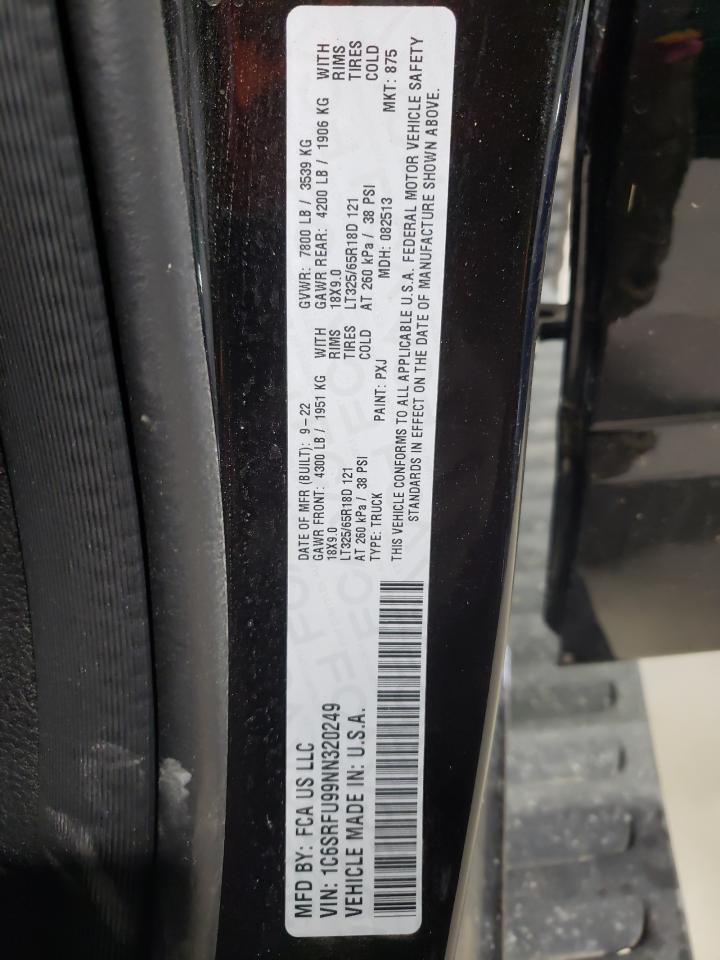 MFD BY: FCA US LLC
VIN: 1C6SRFU99NN320249
VEHICLE MADE IN: U.S.A.
DATE OF MFR (BUILT): 9-22 GVWR: 7800 LB / 3539 KG
GAWR FRONT: 4300 LB / 1951 KG WITH GAWR REAR: 4200 LB / 1906 KG WITH
18X9.0 RIMS 18X9.0 RIMS
LT325/65R18D 121 TIRES LT325/65R18D 121 TIRES
AT 260 kPa / 38 PSI COLD AT 260 kPa / 38 PSI COLD
TYPE: TRUCK PAINT: PXJ MDH: 082513 MKT: 875
THIS VEHICLE CONFORMS TO ALL APPLICABLE U.S.A. FEDERAL MOTOR VEHICLE SAFETY
STANDARDS IN EFFECT ON THE DATE OF MANUFACTURE SHOWN ABOVE.